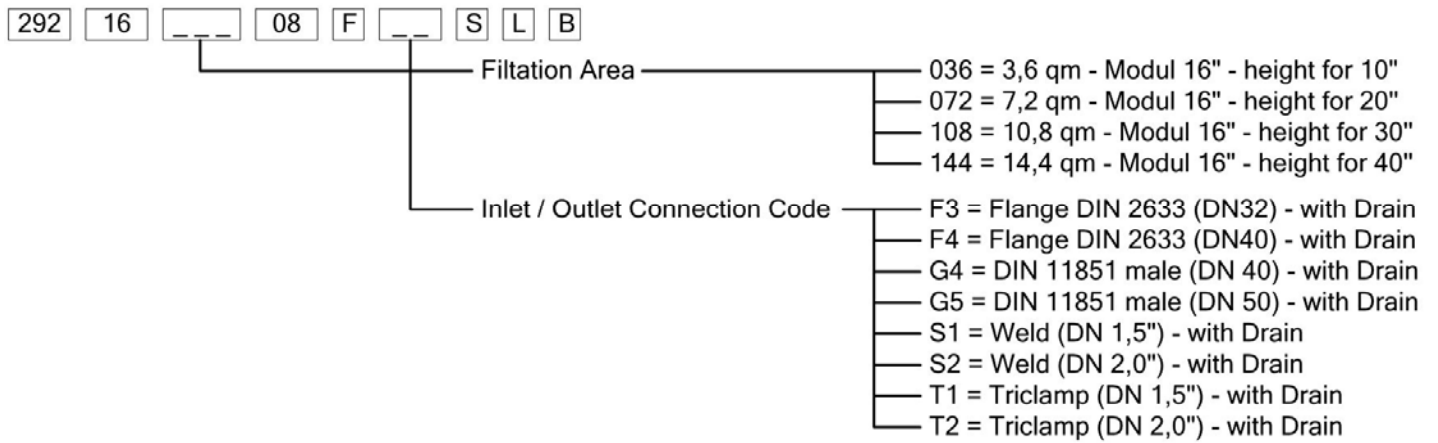 292 16 _ _ _ 08 F _ _ S L B
Filtation Area
036 = 3,6 qm - Modul 16" - height for 10"
072 = 7,2 qm - Modul 16" - height for 20"
108 = 10,8 qm - Modul 16" - height for 30"
144 = 14,4 qm - Modul 16" - height for 40"
Inlet / Outlet Connection Code
F3 = Flange DIN 2633 (DN32) - with Drain
F4 = Flange DIN 2633 (DN40) - with Drain
G4 = DIN 11851 male (DN 40) - with Drain
G5 = DIN 11851 male (DN 50) - with Drain
S1 = Weld (DN 1,5") - with Drain
S2 = Weld (DN 2,0") - with Drain
T1 = Triclamp (DN 1,5") - with Drain
T2 = Triclamp (DN 2,0") - with Drain